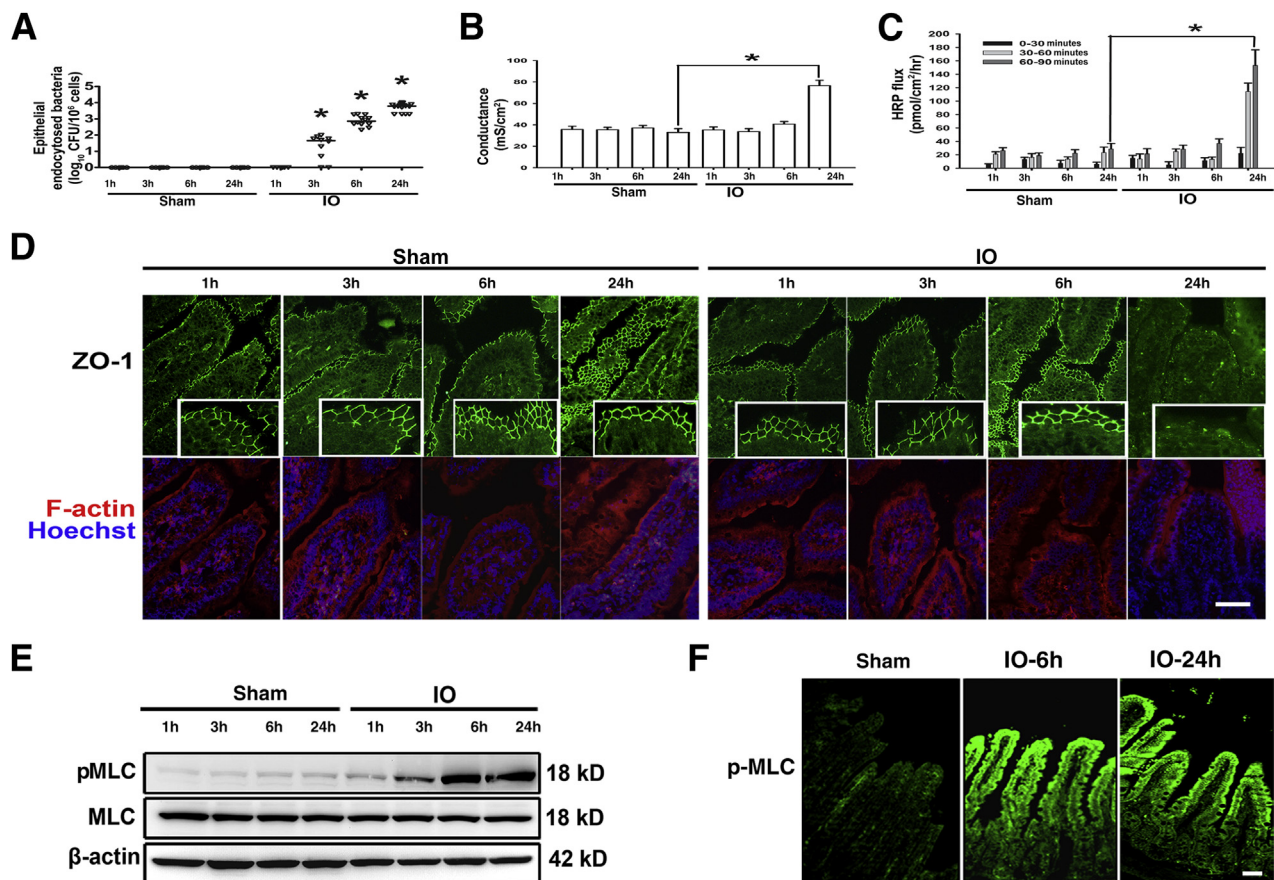 A
Epithelial
endocytosed bacteria
(log10 CFU/10^6 cells)
5
4
3
2
1
0
* * *
1h 3h 6h 24h 1h 3h 6h 24h
Sham IO
B
Conductance
(mS/cm²)
100
80
60
40
20
0
*
1h 3h 6h 24h 1h 3h 6h 24h
Sham IO
C
HRP flux
(pmol/cm²/hr)
200
180
160
140
120
100
80
60
40
20
0
0-30 minutes
30-60 minutes
60-90 minutes
*
1h 3h 6h 24h 1h 3h 6h 24h
Sham IO
D
Sham IO
1h 3h 6h 24h 1h 3h 6h 24h
ZO-1
F-actin
Hoechst
E
Sham IO
1h 3h 6h 24h 1h 3h 6h 24h
pMLC 18 kD
MLC 18 kD
β-actin 42 kD
F
Sham IO-6h IO-24h
p-MLC